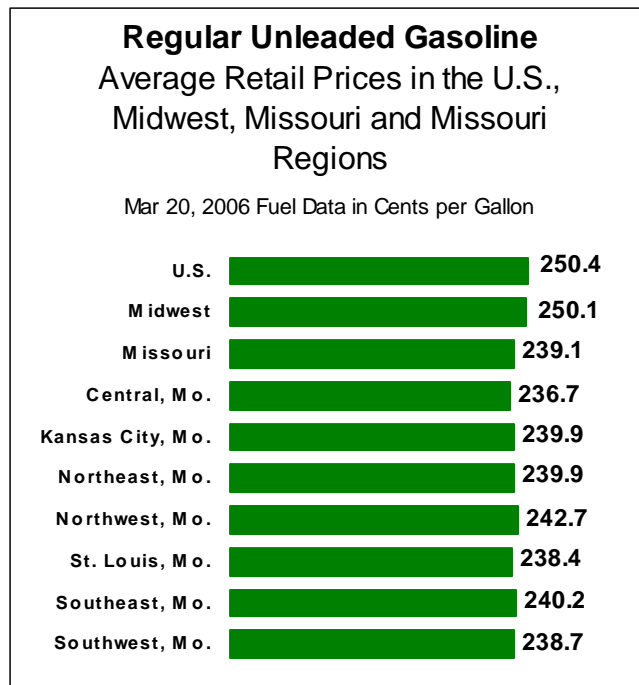 Regular Unleaded Gasoline
Average Retail Prices in the U.S.,
Midwest, Missouri and Missouri
Regions
Mar 20, 2006 Fuel Data in Cents per Gallon
U.S. 250.4
Midwest 250.1
Missouri 239.1
Central, Mo. 236.7
Kansas City, Mo. 239.9
Northeast, Mo. 239.9
Northwest, Mo. 242.7
St. Louis, Mo. 238.4
Southeast, Mo. 240.2
Southwest, Mo. 238.7